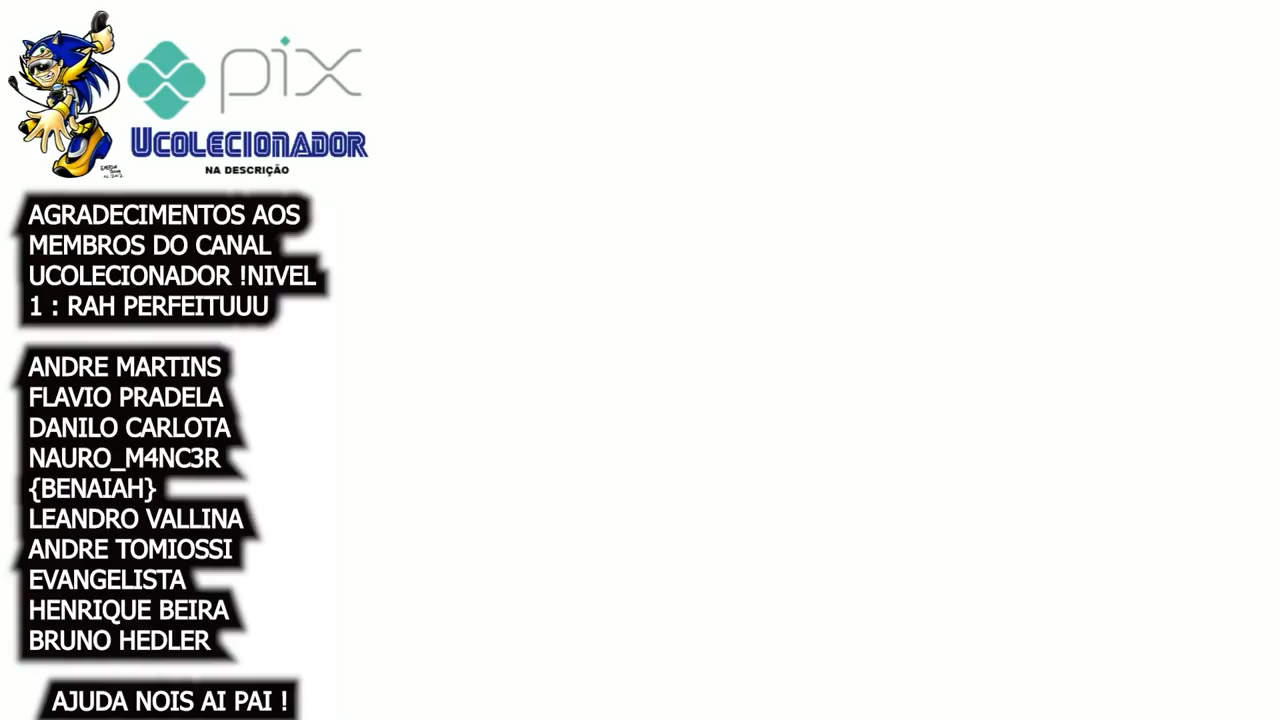 pix
UCOLECIONADOR
NA DESCRIÇÃO
AGRADECIMENTOS AOS
MEMBROS DO CANAL
UCOLECIONADOR !NIVEL
1 : RAH PERFEITUUU
ANDRE MARTINS
FLAVIO PRADELA
DANILO CARLOTA
NAURO_M4NC3R
{BENAIAH}
LEANDRO VALLINA
ANDRE TOMIOSSI
EVANGELISTA
HENRIQUE BEIRA
BRUNO HEDLER
AJUDA NOIS AI PAI !